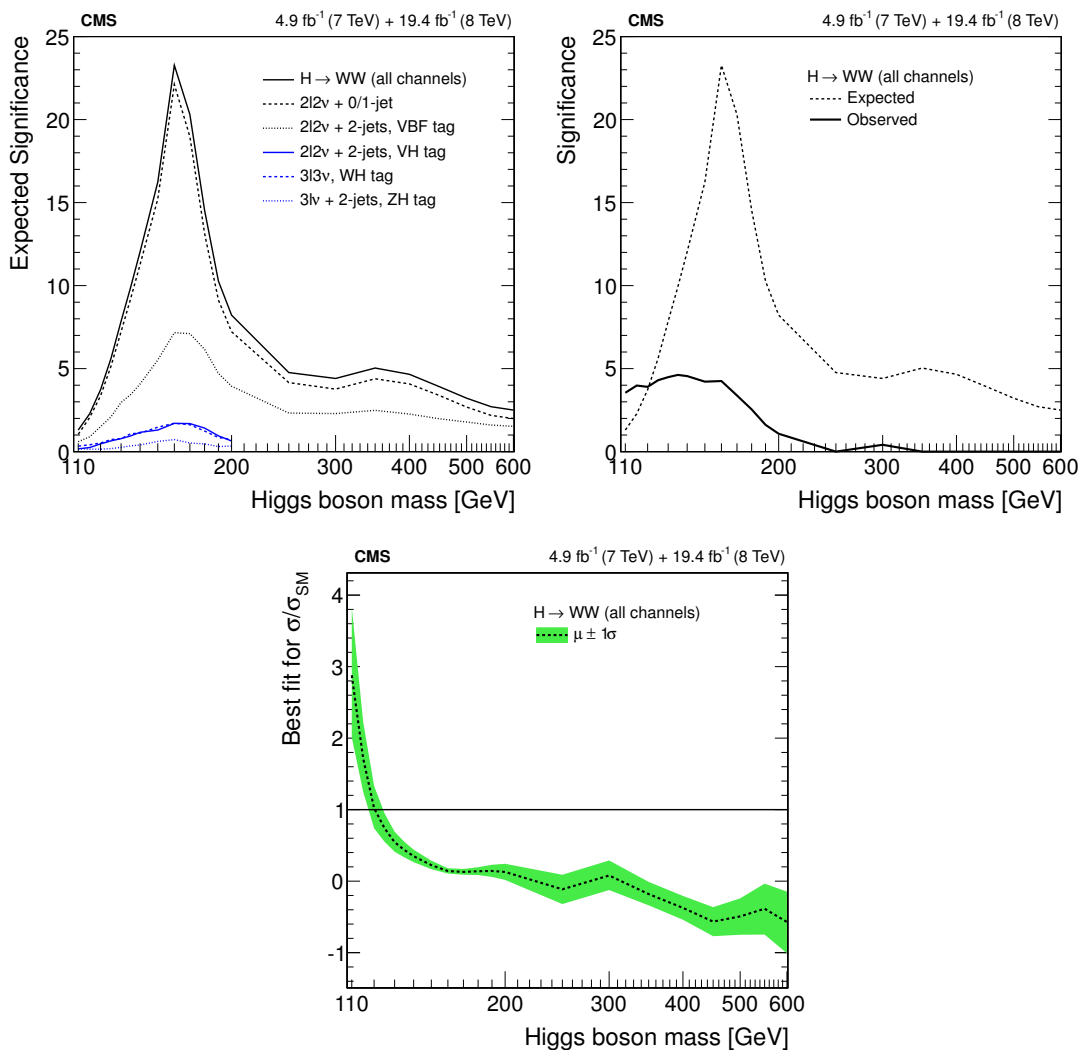 CMS 4.9 fb⁻¹ (7 TeV) + 19.4 fb⁻¹ (8 TeV)
Expected Significance
25
20
15
10
5
0
H → WW (all channels)
2l2ν + 0/1-jet
2l2ν + 2-jets, VBF tag
2l2ν + 2-jets, VH tag
3l3ν, WH tag
3lν + 2-jets, ZH tag
110 200 300 400 500 600
Higgs boson mass [GeV]
CMS 4.9 fb⁻¹ (7 TeV) + 19.4 fb⁻¹ (8 TeV)
Significance
25
20
15
10
5
0
H → WW (all channels)
Expected
Observed
110 200 300 400 500 600
Higgs boson mass [GeV]
CMS 4.9 fb⁻¹ (7 TeV) + 19.4 fb⁻¹ (8 TeV)
Best fit for σ/σ_SM
4
3
2
1
0
-1
H → WW (all channels)
μ ± 1σ
110 200 300 400 500 600
Higgs boson mass [GeV]